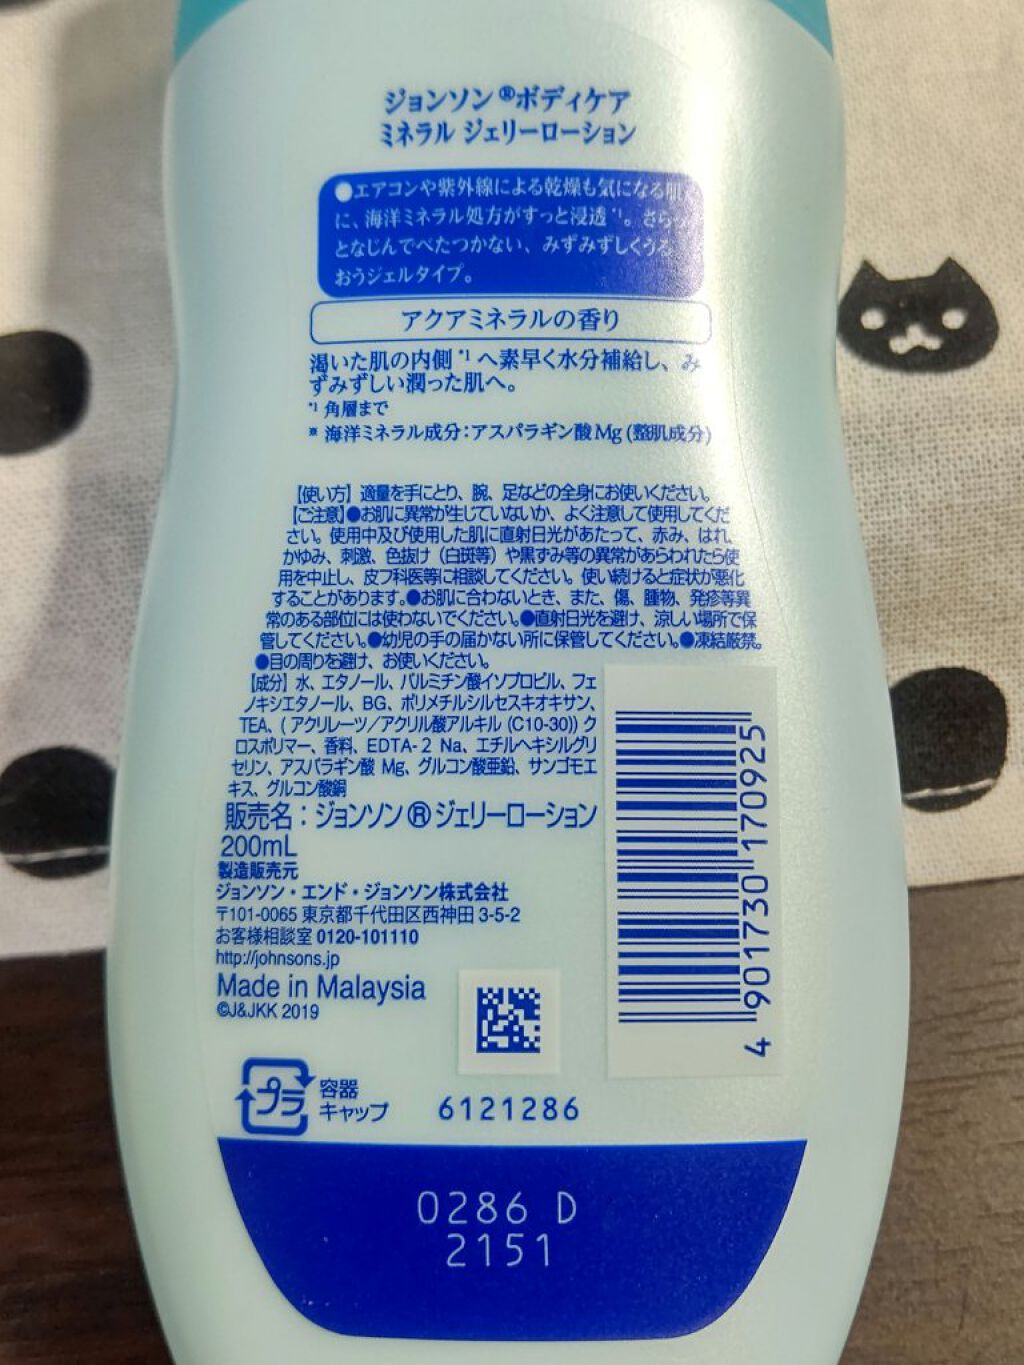 ジョンソン®ボディケア
ミネラル ジェリーローション
●エアコンや紫外線による乾燥も気になる肌
に、海洋ミネラル処方がすっと浸透*1。さらっ
となじんでべたつかない、みずみずしくうる
おうジェルタイプ。
アクアミネラルの香り
渇いた肌の内側*1へ素早く水分補給し、み
ずみずしい潤った肌へ。
*1 角層まで
※ 海洋ミネラル成分:アスパラギン酸Mg (整肌成分)
【使い方】適量を手にとり、腕、足などの全身にお使いください。
【ご注意】●お肌に異常が生じていないか、よく注意して使用してくだ
さい。使用中及び使用した肌に直射日光があたって、赤み、はれ、
かゆみ、刺激、色抜け（白斑等）や黒ずみ等の異常があらわれたら使
用を中止し、皮フ科医等に相談してください。使い続けると症状が悪化
することがあります。●お肌に合わないとき、また、傷、腫物、発疹等異
常のある部位には使わないでください。●直射日光を避け、涼しい場所で保
管してください。●幼児の手の届かない所に保管してください。●凍結厳禁。
●目の周りを避け、お使いください。
【成分】水、エタノール、パルミチン酸イソプロピル、フェ
ノキシエタノール、BG、ポリメチルシルセスキオキサン、
TEA、( アクリレーツ／アクリル酸アルキル (C10-30)) ク
ロスポリマー、香料、EDTA-2 Na、エチルヘキシルグリ
セリン、アスパラギン酸 Mg、グルコン酸亜鉛、サンゴモエ
キス、グルコン酸銅
販売名：ジョンソン®ジェリーローション
200mL
製造販売元
ジョンソン・エンド・ジョンソン株式会社
〒101-0065 東京都千代田区西神田 3-5-2
お客様相談室 0120-101110
http://johnsons.jp
Made in Malaysia
©J&JKK 2019
4 901730 170925
プラ
容器
キャップ
6121286
0286 D
2151